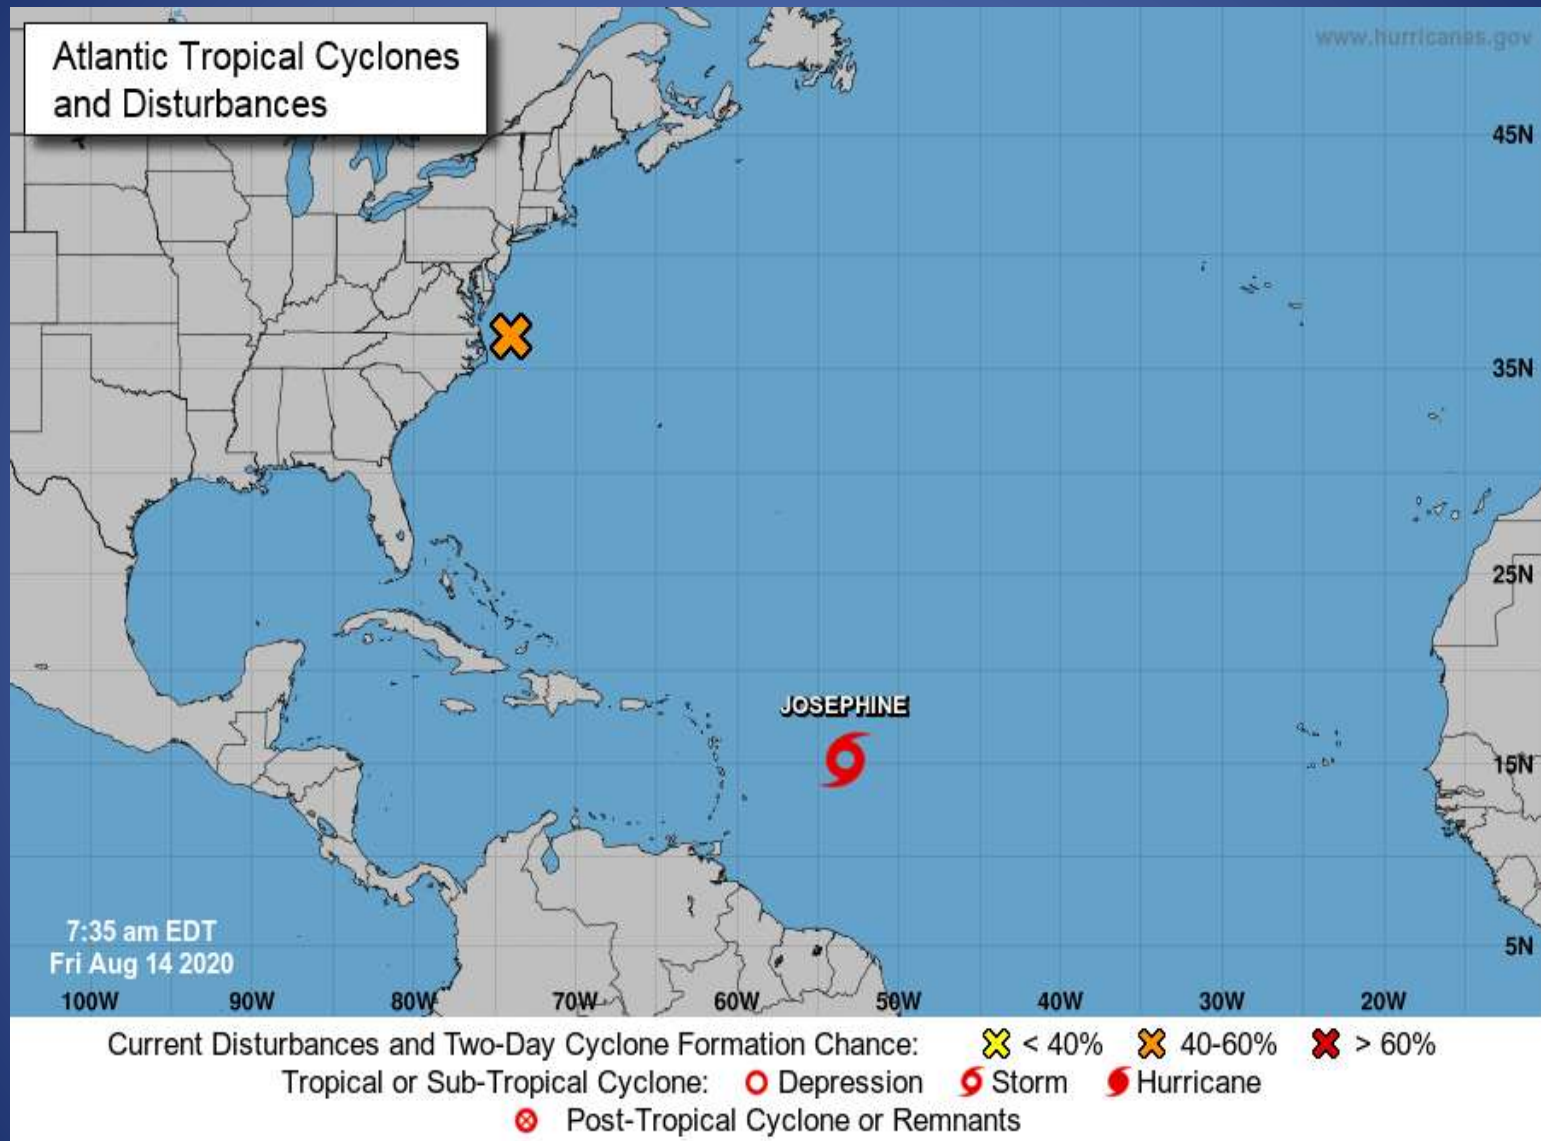 Atlantic Tropical Cyclones
and Disturbances
www.hurricanes.gov
45N
35N
25N
JOSEPHINE
15N
7:35 am EDT
Fri Aug 14 2020
5N
100W 90W 80W 70W 60W 50W 40W 30W 20W
Current Disturbances and Two-Day Cyclone Formation Chance: < 40% 40-60% > 60%
Tropical or Sub-Tropical Cyclone: Depression Storm Hurricane
Post-Tropical Cyclone or Remnants